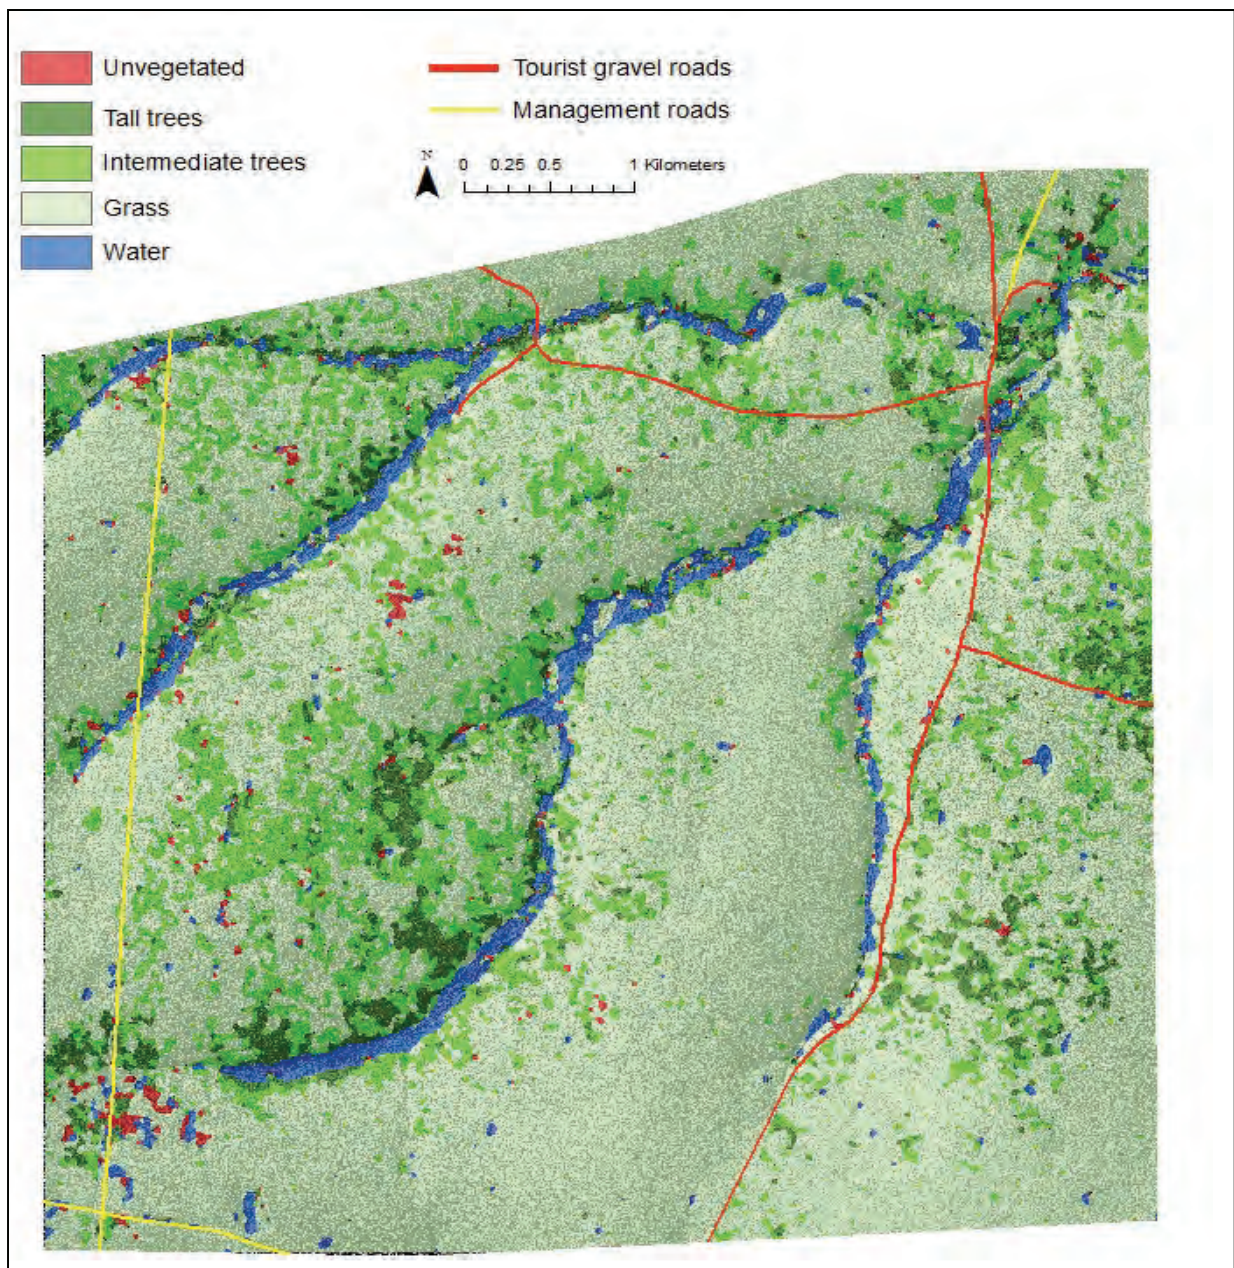 Unvegetated
Tall trees
Intermediate trees
Grass
Water
Tourist gravel roads
Management roads
N
0 0.25 0.5 1 Kilometers